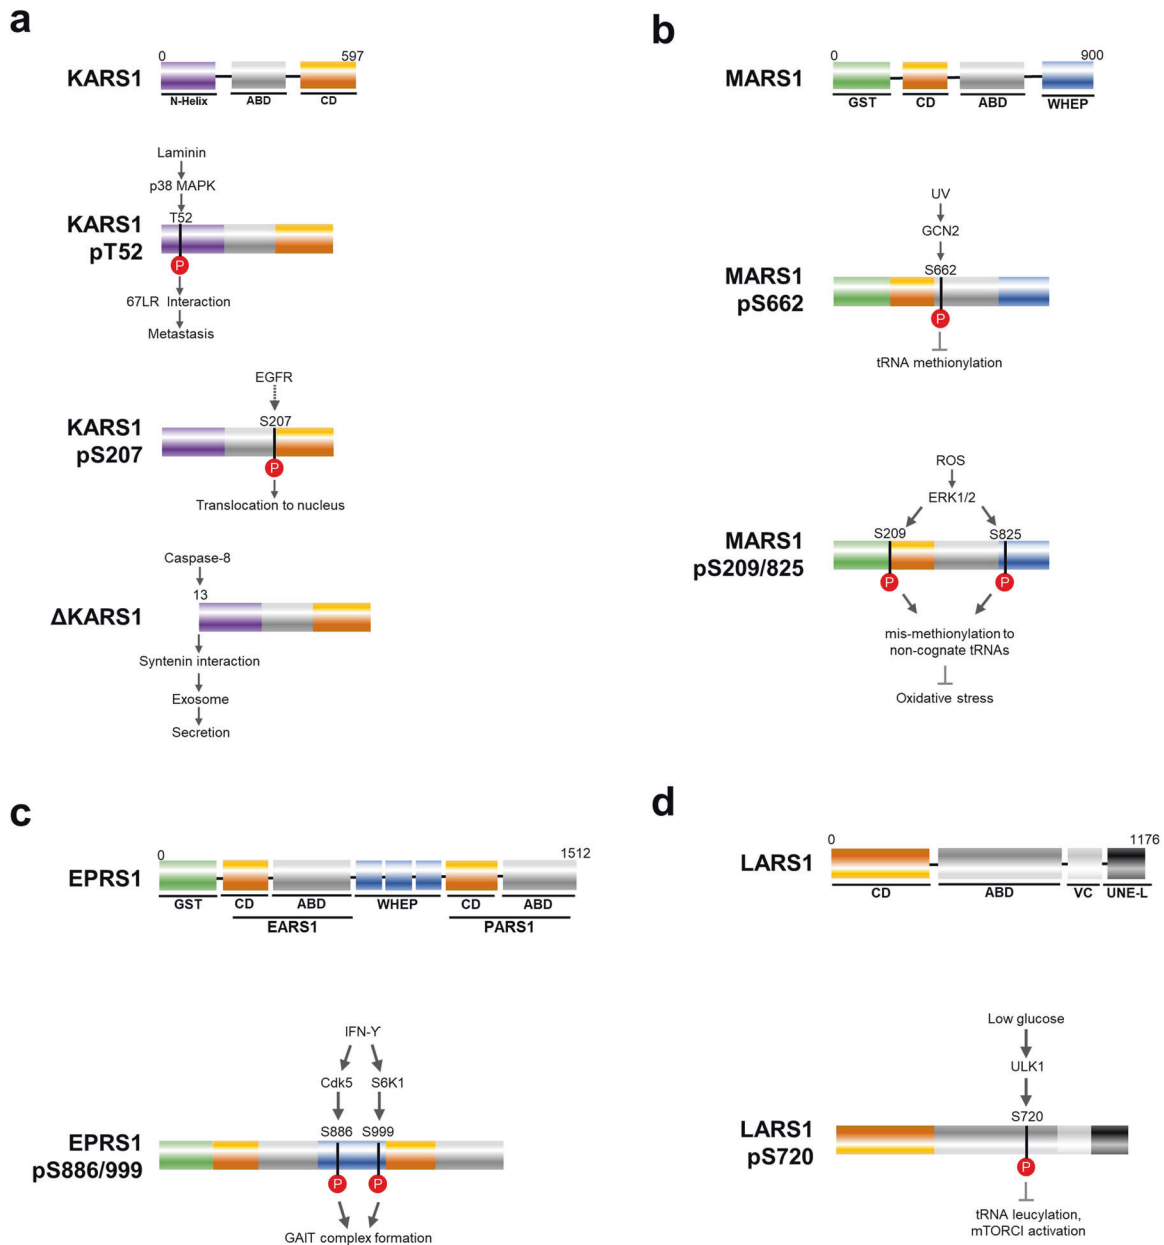 a
KARS1
0
597
N-Helix
ABD
CD
Laminin
p38 MAPK
T52
KARS1
pT52
P
67LR Interaction
Metastasis
EGFR
S207
KARS1
pS207
P
Translocation to nucleus
Caspase-8
13
ΔKARS1
Syntenin interaction
Exosome
Secretion
b
MARS1
0
900
GST
CD
ABD
WHEP
UV
GCN2
S662
MARS1
pS662
P
tRNA methionylation
ROS
ERK1/2
S209
S825
MARS1
pS209/825
P
P
mis-methionylation to
non-cognate tRNAs
Oxidative stress
c
EPRS1
0
1512
GST
CD
ABD
WHEP
CD
ABD
EARS1
PARS1
IFN-ϒ
Cdk5
S6K1
S886
S999
EPRS1
pS886/999
P
P
GAIT complex formation
d
LARS1
0
1176
CD
ABD
VC
UNE-L
Low glucose
ULK1
S720
LARS1
pS720
P
tRNA leucylation,
mTORCI activation